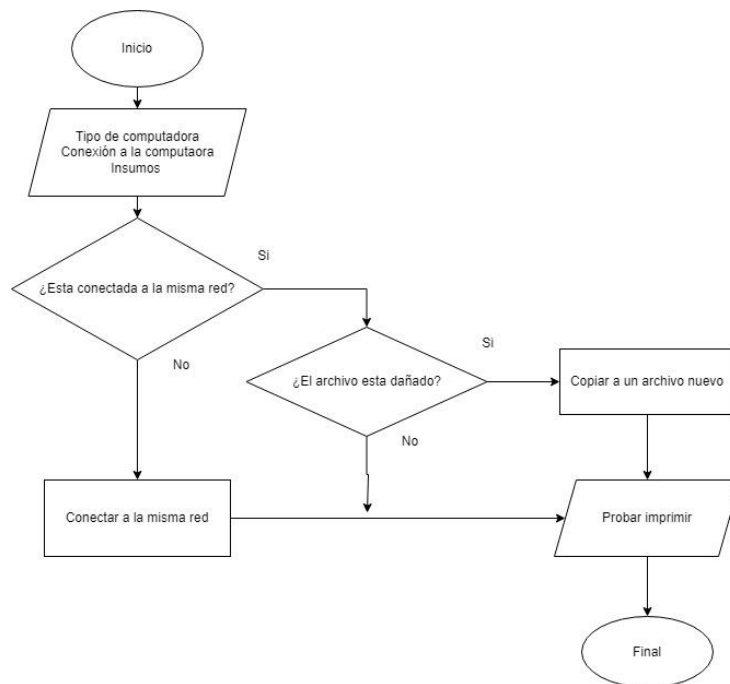 Inicio
Tipo de computadora
Conexión a la computaora
Insumos
Si
¿Esta conectada a la misma red?
No
Si
¿El archivo esta dañado?
Copiar a un archivo nuevo
No
Conectar a la misma red
Probar imprimir
Final